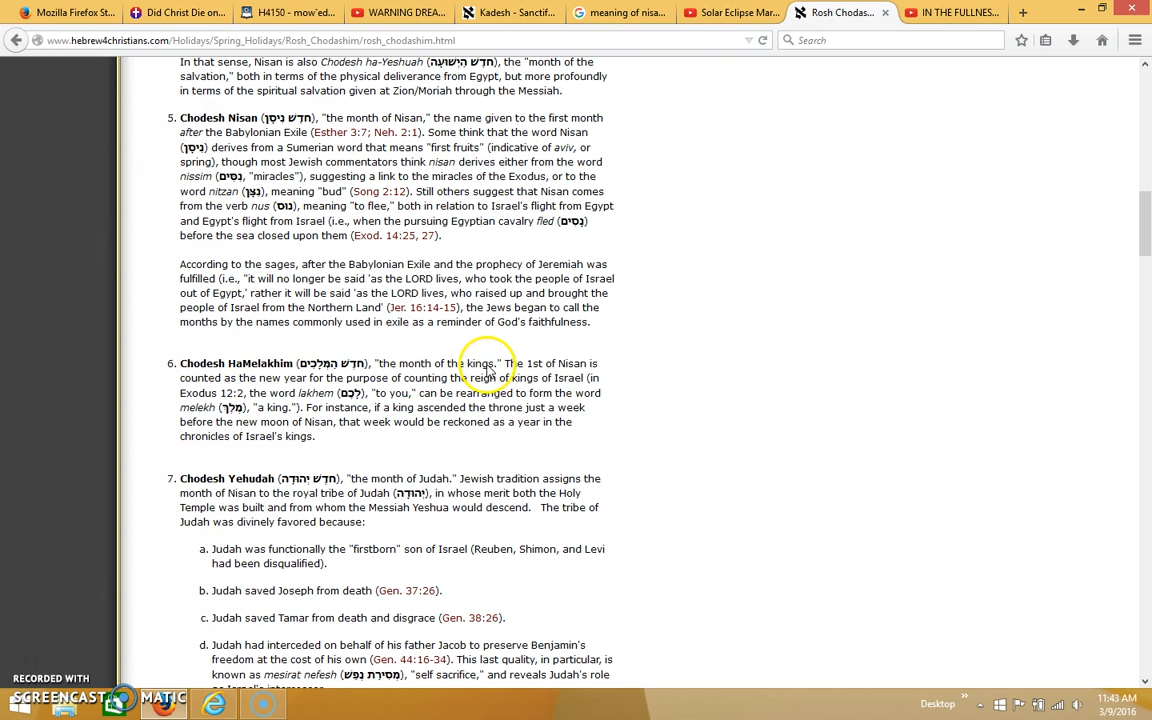 Mozilla Firefox St...
Did Christ Die on...
H4150 - mow`ed...
WARNING DREA...
Kadesh - Sanctif...
meaning of nisa...
Solar Eclipse Mar...
Rosh Chodas...
IN THE FULLNES...
www.hebrew4christians.com/Holidays/Spring_Holidays/Rosh_Chodashim/rosh_chodashim.html
Search
In that sense, Nisan is also Chodesh ha-Yeshuah (חֹדֶשׁ הַיְשׁוּעָה), the "month of the
salvation," both in terms of the physical deliverance from Egypt, but more profoundly
in terms of the spiritual salvation given at Zion/Moriah through the Messiah.
5. Chodesh Nisan (חֹדֶשׁ נִיסָן), "the month of Nisan," the name given to the first month
after the Babylonian Exile (Esther 3:7; Neh. 2:1). Some think that the word Nisan
(נִיסָן) derives from a Sumerian word that means "first fruits" (indicative of aviv, or
spring), though most Jewish commentators think nisan derives either from the word
nissim (נִסִּים, "miracles"), suggesting a link to the miracles of the Exodus, or to the
word nitzan (נִצָּן), meaning "bud" (Song 2:12). Still others suggest that Nisan comes
from the verb nus (נוּס), meaning "to flee," both in relation to Israel's flight from Egypt
and Egypt's flight from Israel (i.e., when the pursuing Egyptian cavalry fled (נָסִים)
before the sea closed upon them (Exod. 14:25, 27).
According to the sages, after the Babylonian Exile and the prophecy of Jeremiah was
fulfilled (i.e., "it will no longer be said 'as the LORD lives, who took the people of Israel
out of Egypt,' rather it will be said 'as the LORD lives, who raised up and brought the
people of Israel from the Northern Land' (Jer. 16:14-15), the Jews began to call the
months by the names commonly used in exile as a reminder of God's faithfulness.
6. Chodesh HaMelakhim (חֹדֶשׁ הַמְּלָכִים), "the month of the kings." The 1st of Nisan is
counted as the new year for the purpose of counting the reign of kings of Israel (in
Exodus 12:2, the word lakhem (לָכֶם), "to you," can be rearranged to form the word
melekh (מֶלֶךְ), "a king."). For instance, if a king ascended the throne just a week
before the new moon of Nisan, that week would be reckoned as a year in the
chronicles of Israel's kings.
7. Chodesh Yehudah (חֹדֶשׁ יְהוּדָה), "the month of Judah." Jewish tradition assigns the
month of Nisan to the royal tribe of Judah (יְהוּדָה), in whose merit both the Holy
Temple was built and from whom the Messiah Yeshua would descend. The tribe of
Judah was divinely favored because:
a. Judah was functionally the "firstborn" son of Israel (Reuben, Shimon, and Levi
had been disqualified).
b. Judah saved Joseph from death (Gen. 37:26).
c. Judah saved Tamar from death and disgrace (Gen. 38:26).
d. Judah had interceded on behalf of his father Jacob to preserve Benjamin's
freedom at the cost of his own (Gen. 44:16-34). This last quality, in particular, is
known as mesirat nefesh (מְסִירַת נֶפֶשׁ), "self sacrifice," and reveals Judah's role
RECORDED WITH
SCREENCAST MATIC
Desktop
11:43 AM
3/9/2016